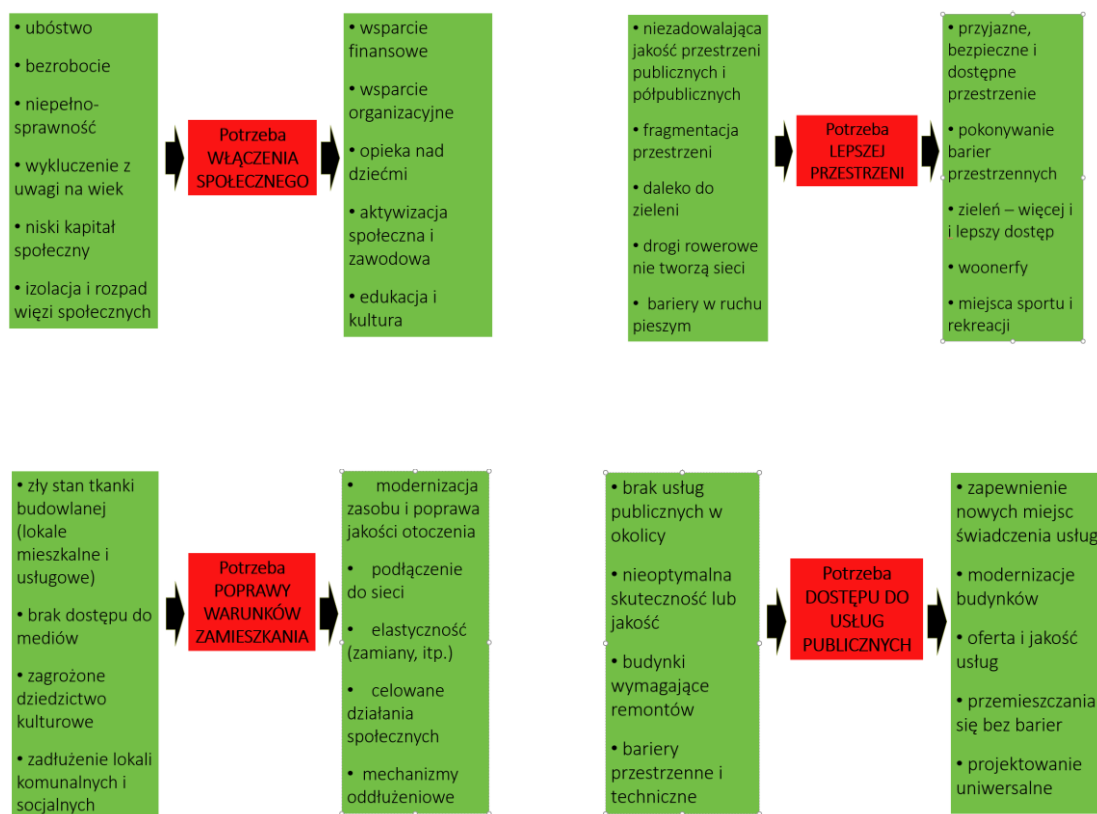 • ubóstwo
• bezrobocie
• niepełno-
sprawność
• wykluczenie z
uwagi na wiek
• niski kapitał
społeczny
• izolacja i rozpad
więzi społecznych
Potrzeba
WŁĄCZENIA
SPOŁECZNEGO
• wsparcie
finansowe
• wsparcie
organizacyjne
• opieka nad
dziećmi
• aktywizacja
społeczna i
zawodowa
• edukacja i
kultura
• niezadowalająca
jakość przestrzeni
publicznych i
półpublicznych
• fragmentacja
przestrzeni
• daleko do
zieleni
• drogi rowerowe
nie tworzą sieci
• bariery w ruchu
pieszym
Potrzeba
LEPSZEJ
PRZESTRZENI
• przyjazne,
bezpieczne i
dostępne
przestrzenie
• pokonywanie
barier
przestrzennych
• zieleń – więcej i
i lepszy dostęp
• woonerfy
• miejsca sportu i
rekreacji
• zły stan tkanki
budowlanej
(lokale
mieszkalne i
usługowe)
• brak dostępu do
mediów
• zagrożone
dziedzictwo
kulturowe
• zadłużenie lokali
komunalnych i
socjalnych
Potrzeba
POPRAWY
WARUNKÓW
ZAMIESZKANIA
• modernizacja
zasobu i poprawa
jakości otoczenia
• podłączenie
do sieci
• elastyczność
(zamiany, itp.)
• celowane
działania
społecznych
• mechanizmy
oddłużeniowe
• brak usług
publicznych w
okolicy
• nieoptymalna
skuteczność lub
jakość
• budynki
wymagające
remontów
• bariery
przestrzenne i
techniczne
Potrzeba
DOSTĘPU DO
USŁUG
PUBLICZNYCH
• zapewnienie
nowych miejsc
świadczenia usług
• modernizacje
budynków
• oferta i jakość
usług
• przemieszczania
się bez barier
• projektowanie
uniwersalne